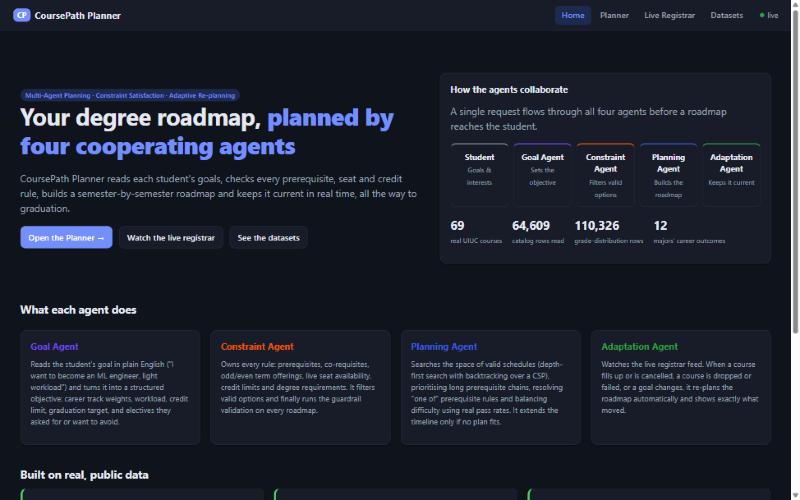 CP CoursePath Planner
Home Planner Live Registrar Datasets live
Multi-Agent Planning · Constraint Satisfaction · Adaptive Re-planning
Your degree roadmap, planned by
four cooperating agents
CoursePath Planner reads each student's goals, checks every prerequisite, seat and credit
rule, builds a semester-by-semester roadmap and keeps it current in real time, all the way to
graduation.
Open the Planner →
Watch the live registrar
See the datasets
How the agents collaborate
A single request flows through all four agents before a roadmap
reaches the student.
Student
Goals &
interests
Goal Agent
Sets the
objective
Constraint
Agent
Filters valid
options
Planning
Agent
Builds the
roadmap
Adaptation
Agent
Keeps it current
69
real UIUC courses
64,609
catalog rows read
110,326
grade-distribution rows
12
majors' career outcomes
What each agent does
Goal Agent
Reads the student's goal in plain English ("I
want to become an ML engineer, light
workload") and turns it into a structured
objective: career track weights, workload, credit
limit, graduation target, and electives they
asked for or want to avoid.
Constraint Agent
Owns every rule: prerequisites, co-requisites,
odd/even term offerings, live seat availability,
credit limits and degree requirements. It filters
valid options and finally runs the guardrail
validation on every roadmap.
Planning Agent
Searches the space of valid schedules (depth-
first search with backtracking over a CSP),
prioritising long prerequisite chains, resolving
"one of" prerequisite rules and balancing
difficulty using real pass rates. It extends the
timeline only if no plan fits.
Adaptation Agent
Watches the live registrar feed. When a course
fills up or is cancelled, a course is dropped or
failed, or a goal changes, it re-plans the
roadmap automatically and shows exactly what
moved.
Built on real, public data